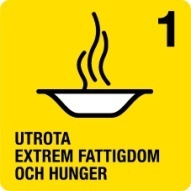 1
UTROTA
EXTREM FATTIGDOM
OCH HUNGER